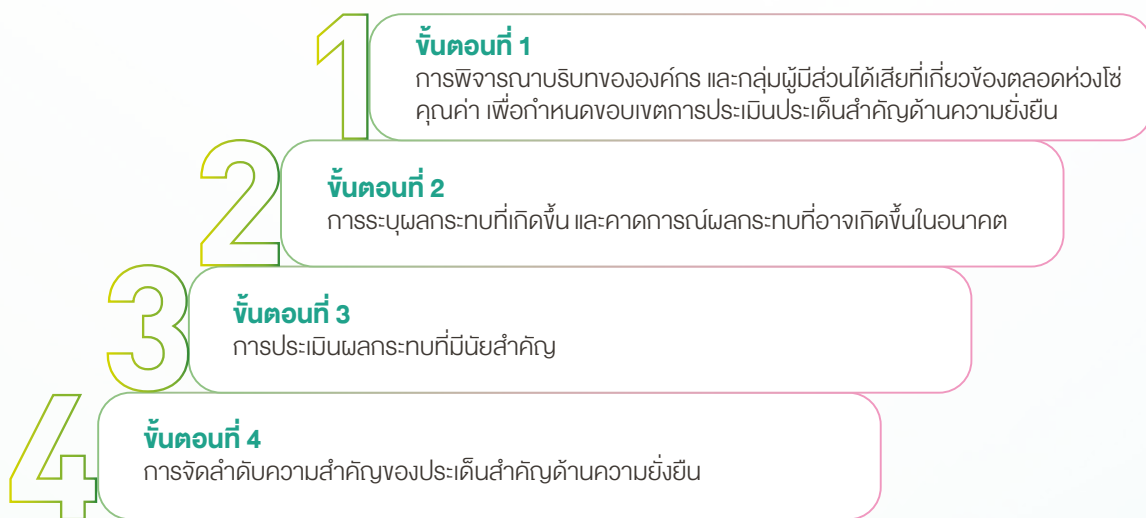 1
ขั้นตอนที่ 1
การพิจารณาบริบทขององค์กร และกลุ่มผู้มีส่วนได้เสียที่เกี่ยวข้องตลอดห่วงโซ่
คุณค่า เพื่อกำหนดขอบเขตการประเมินประเด็นสำคัญด้านความยั่งยืน
2
ขั้นตอนที่ 2
การระบุผลกระทบที่เกิดขึ้น และคาดการณ์ผลกระทบที่อาจเกิดขึ้นในอนาคต
3
ขั้นตอนที่ 3
การประเมินผลกระทบที่มีนัยสำคัญ
4
ขั้นตอนที่ 4
การจัดลำดับความสำคัญของประเด็นสำคัญด้านความยั่งยืน